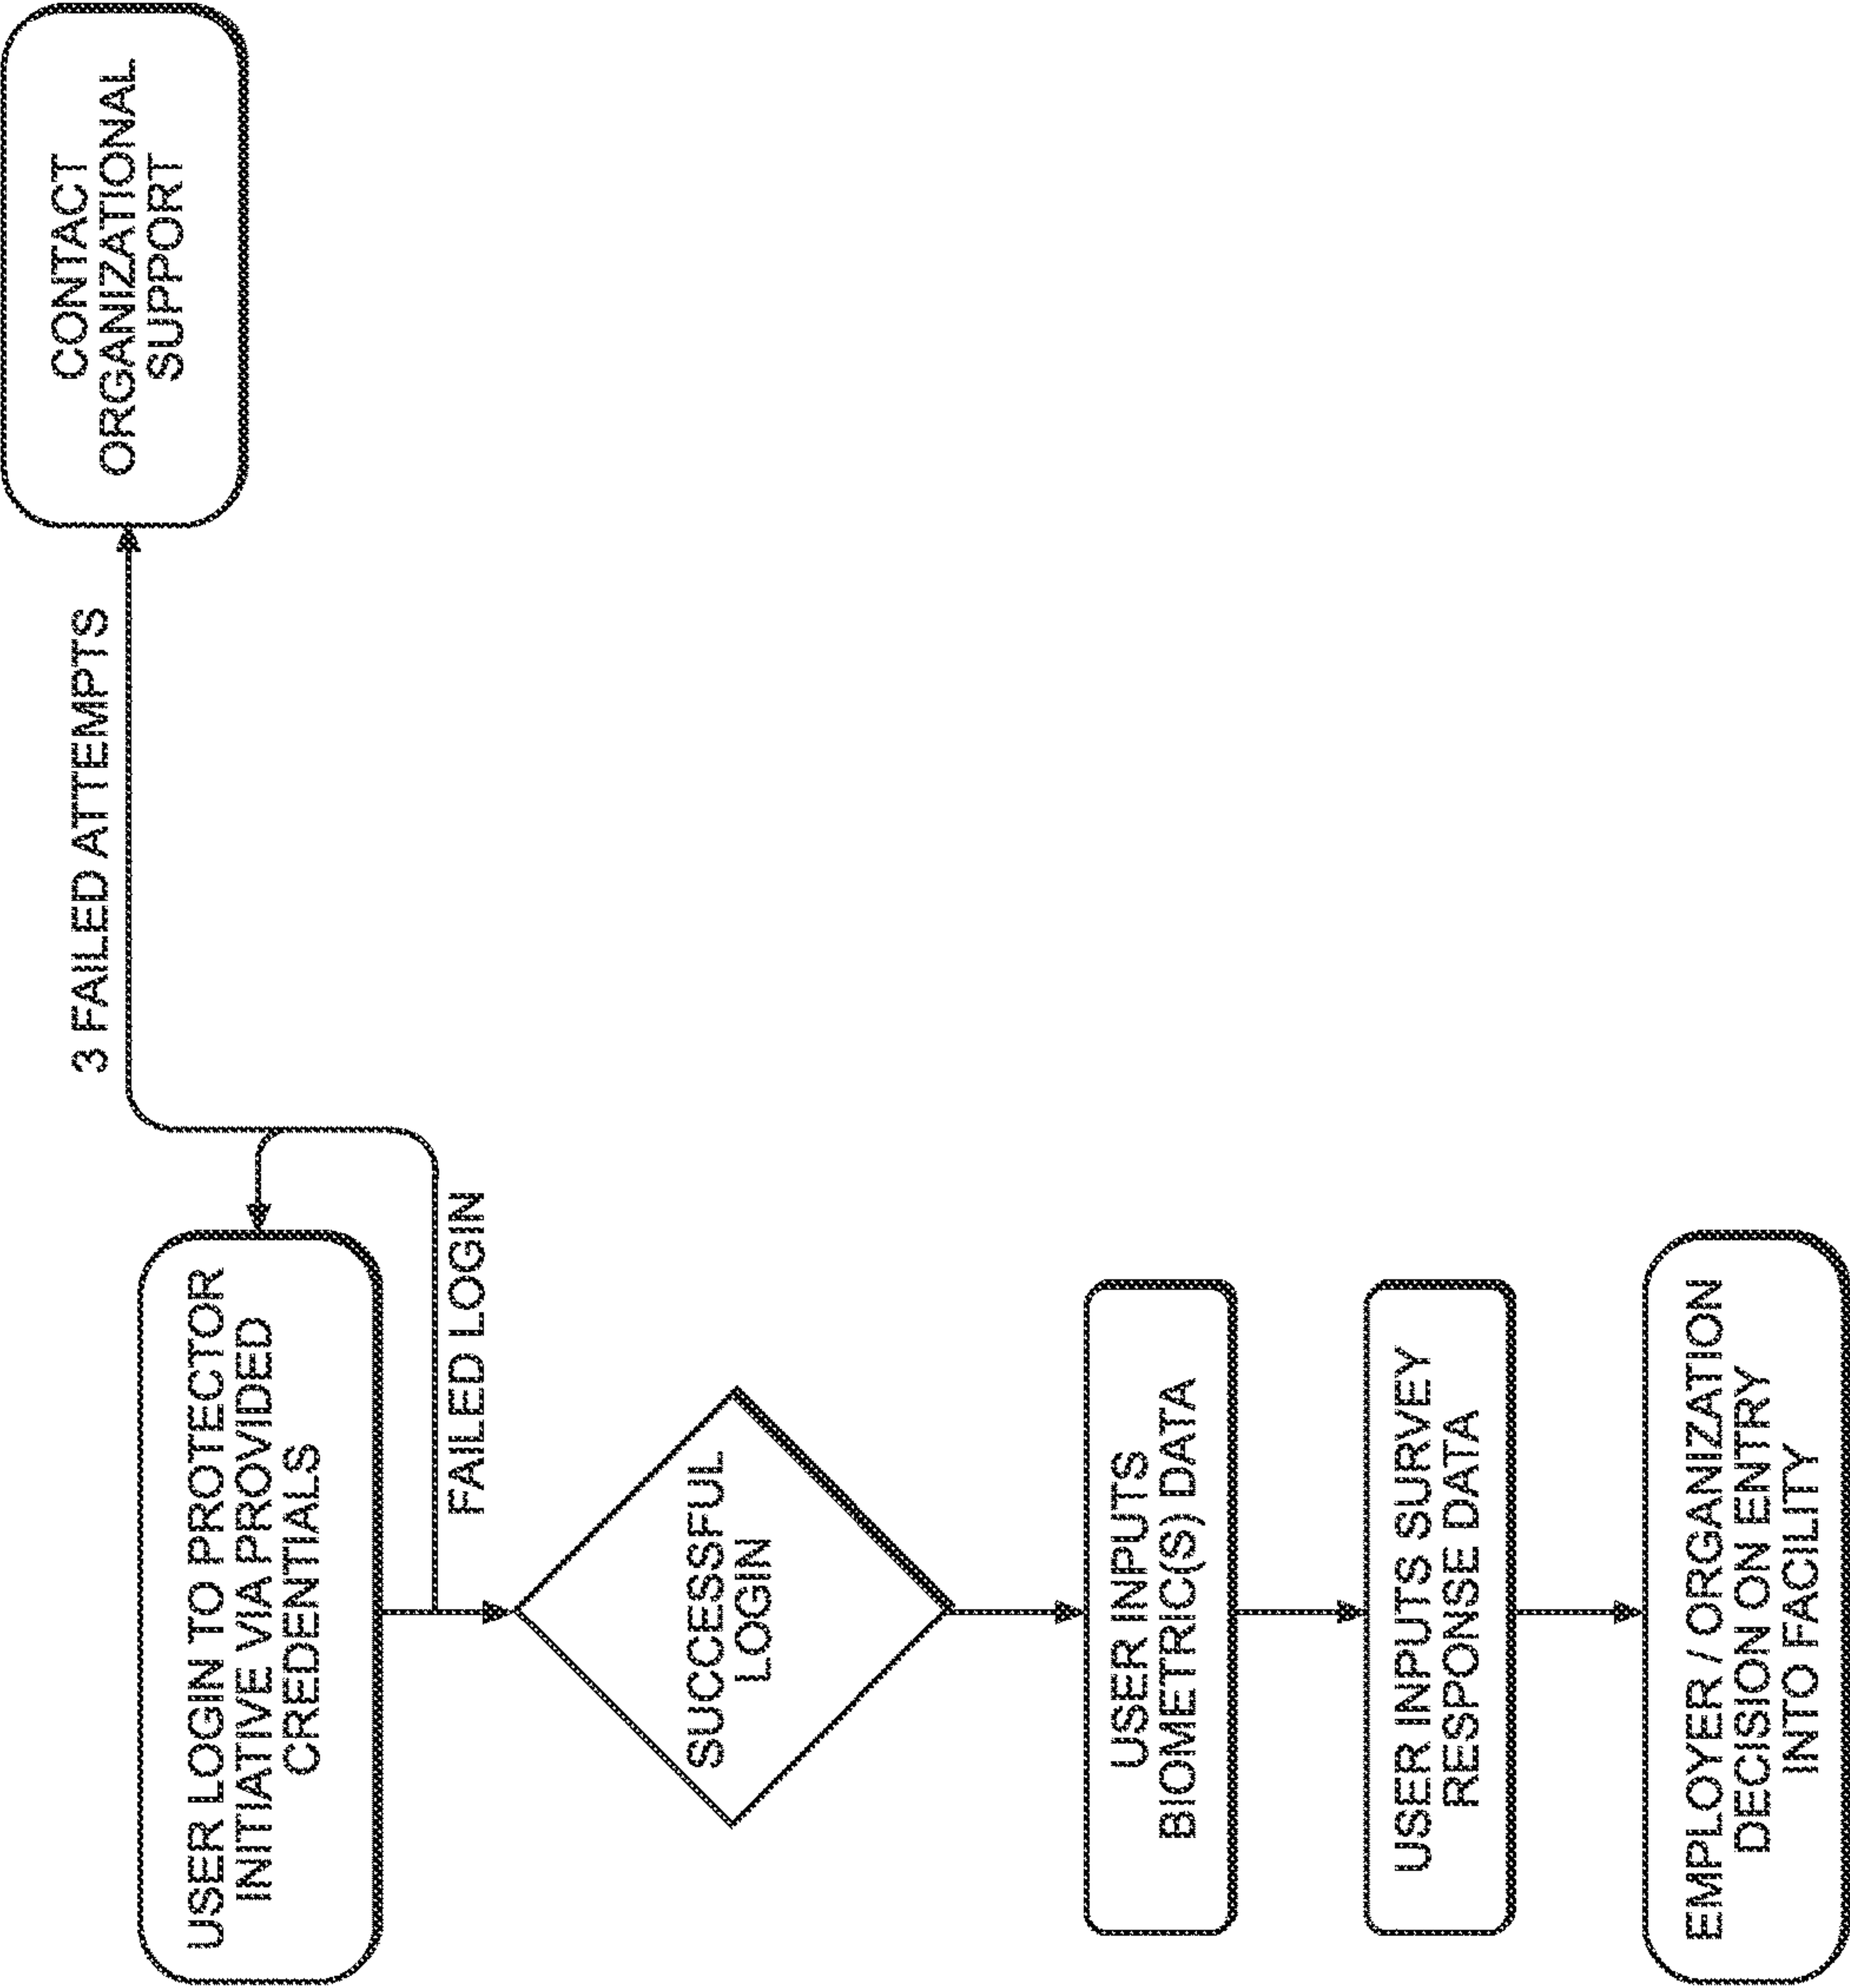 USER LOGIN TO PROTECTOR
INITIATIVE VIA PROVIDED
CREDENTIALS
3 FAILED ATTEMPTS
CONTACT
ORGANIZATIONAL
SUPPORT
FAILED LOGIN
SUCCESSFUL
LOGIN
USER INPUTS
BIOMETRIC(S) DATA
USER INPUTS SURVEY
RESPONSE DATA
EMPLOYER / ORGANIZATION
DECISION ON ENTRY
INTO FACILITY